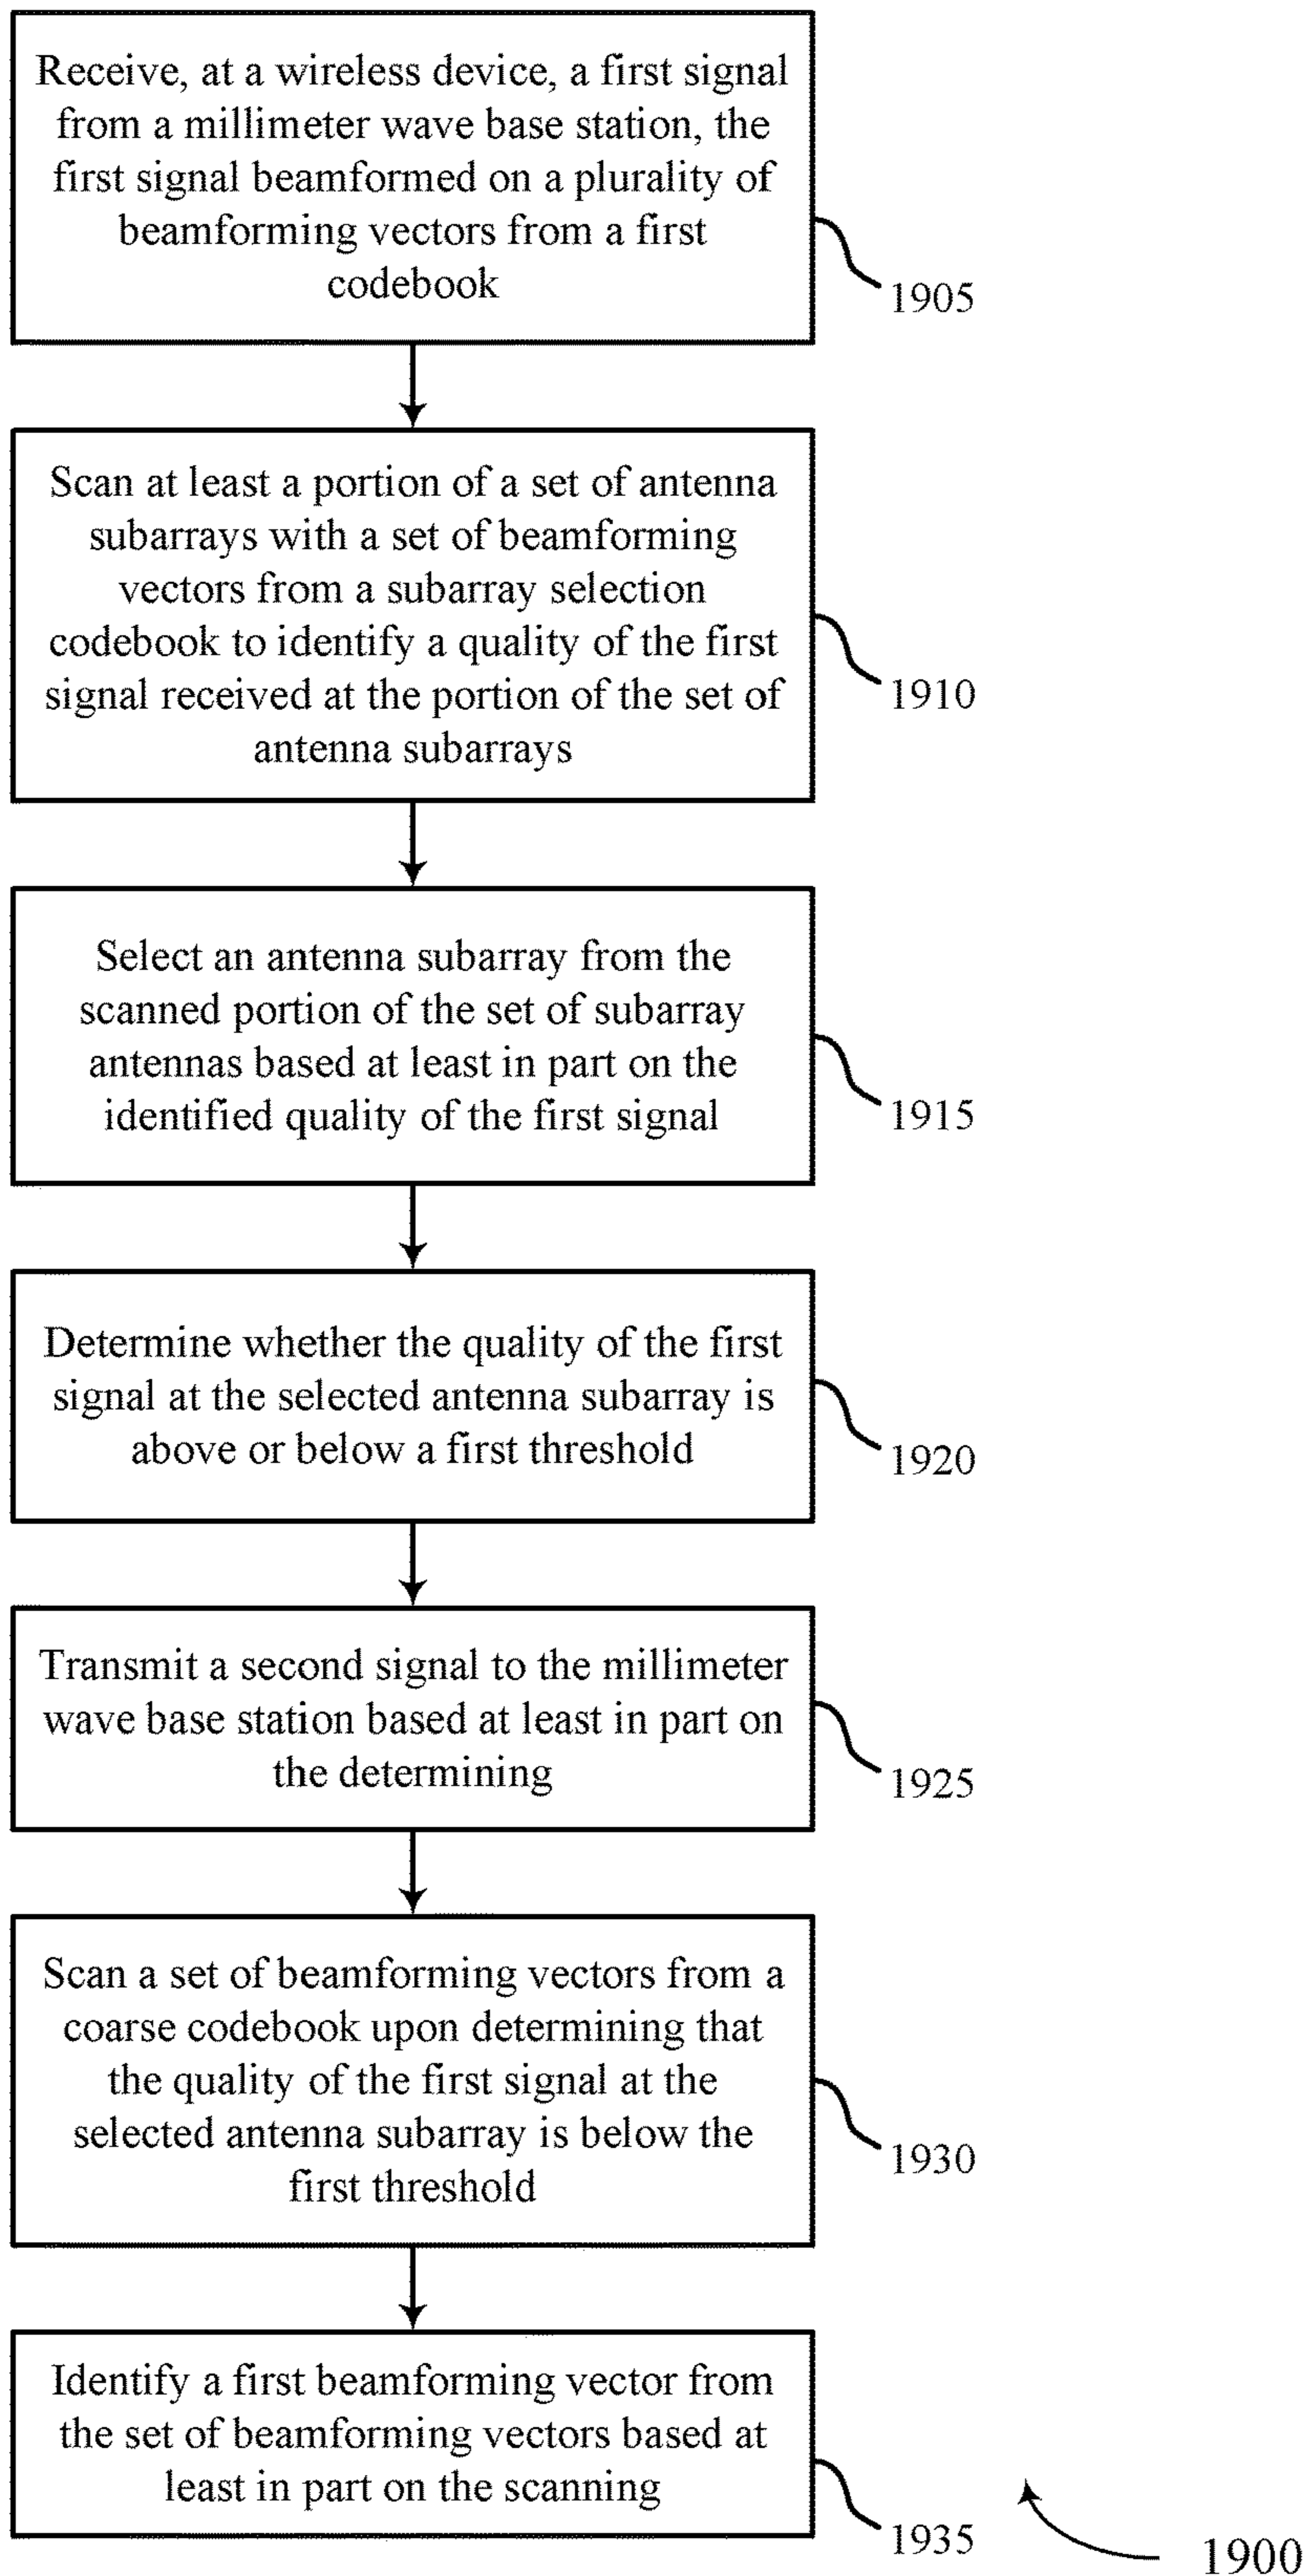 Receive, at a wireless device, a first signal
from a millimeter wave base station, the
first signal beamformed on a plurality of
beamforming vectors from a first
codebook
1905
Scan at least a portion of a set of antenna
subarrays with a set of beamforming
vectors from a subarray selection
codebook to identify a quality of the first
signal received at the portion of the set of
antenna subarrays
1910
Select an antenna subarray from the
scanned portion of the set of subarray
antennas based at least in part on the
identified quality of the first signal
1915
Determine whether the quality of the first
signal at the selected antenna subarray is
above or below a first threshold
1920
Transmit a second signal to the millimeter
wave base station based at least in part on
the determining
1925
Scan a set of beamforming vectors from a
coarse codebook upon determining that
the quality of the first signal at the
selected antenna subarray is below the
first threshold
1930
Identify a first beamforming vector from
the set of beamforming vectors based at
least in part on the scanning
1935
1900